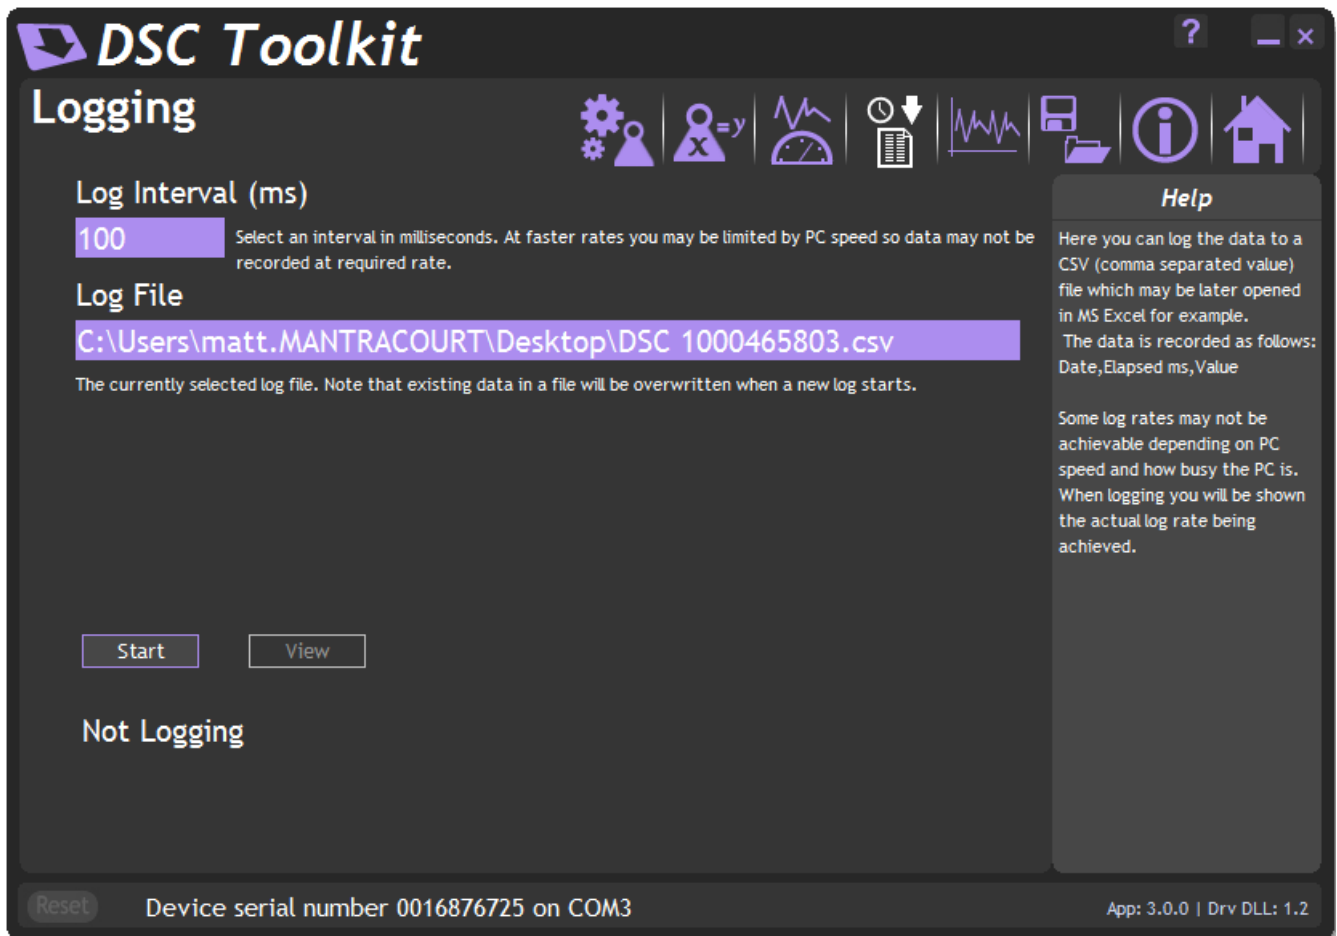 DSC Toolkit
?
Logging
x
=y
Log Interval (ms)
100
Select an interval in milliseconds. At faster rates you may be limited by PC speed so data may not be
recorded at required rate.
Log File
C:\Users\matt.MANTRACOURT\Desktop\DSC 1000465803.csv
The currently selected log file. Note that existing data in a file will be overwritten when a new log starts.
Start
View
Not Logging
Help
Here you can log the data to a
CSV (comma separated value)
file which may be later opened
in MS Excel for example.
The data is recorded as follows:
Date,Elapsed ms,Value
Some log rates may not be
achievable depending on PC
speed and how busy the PC is.
When logging you will be shown
the actual log rate being
achieved.
Reset
Device serial number 0016876725 on COM3
App: 3.0.0 | Drv DLL: 1.2